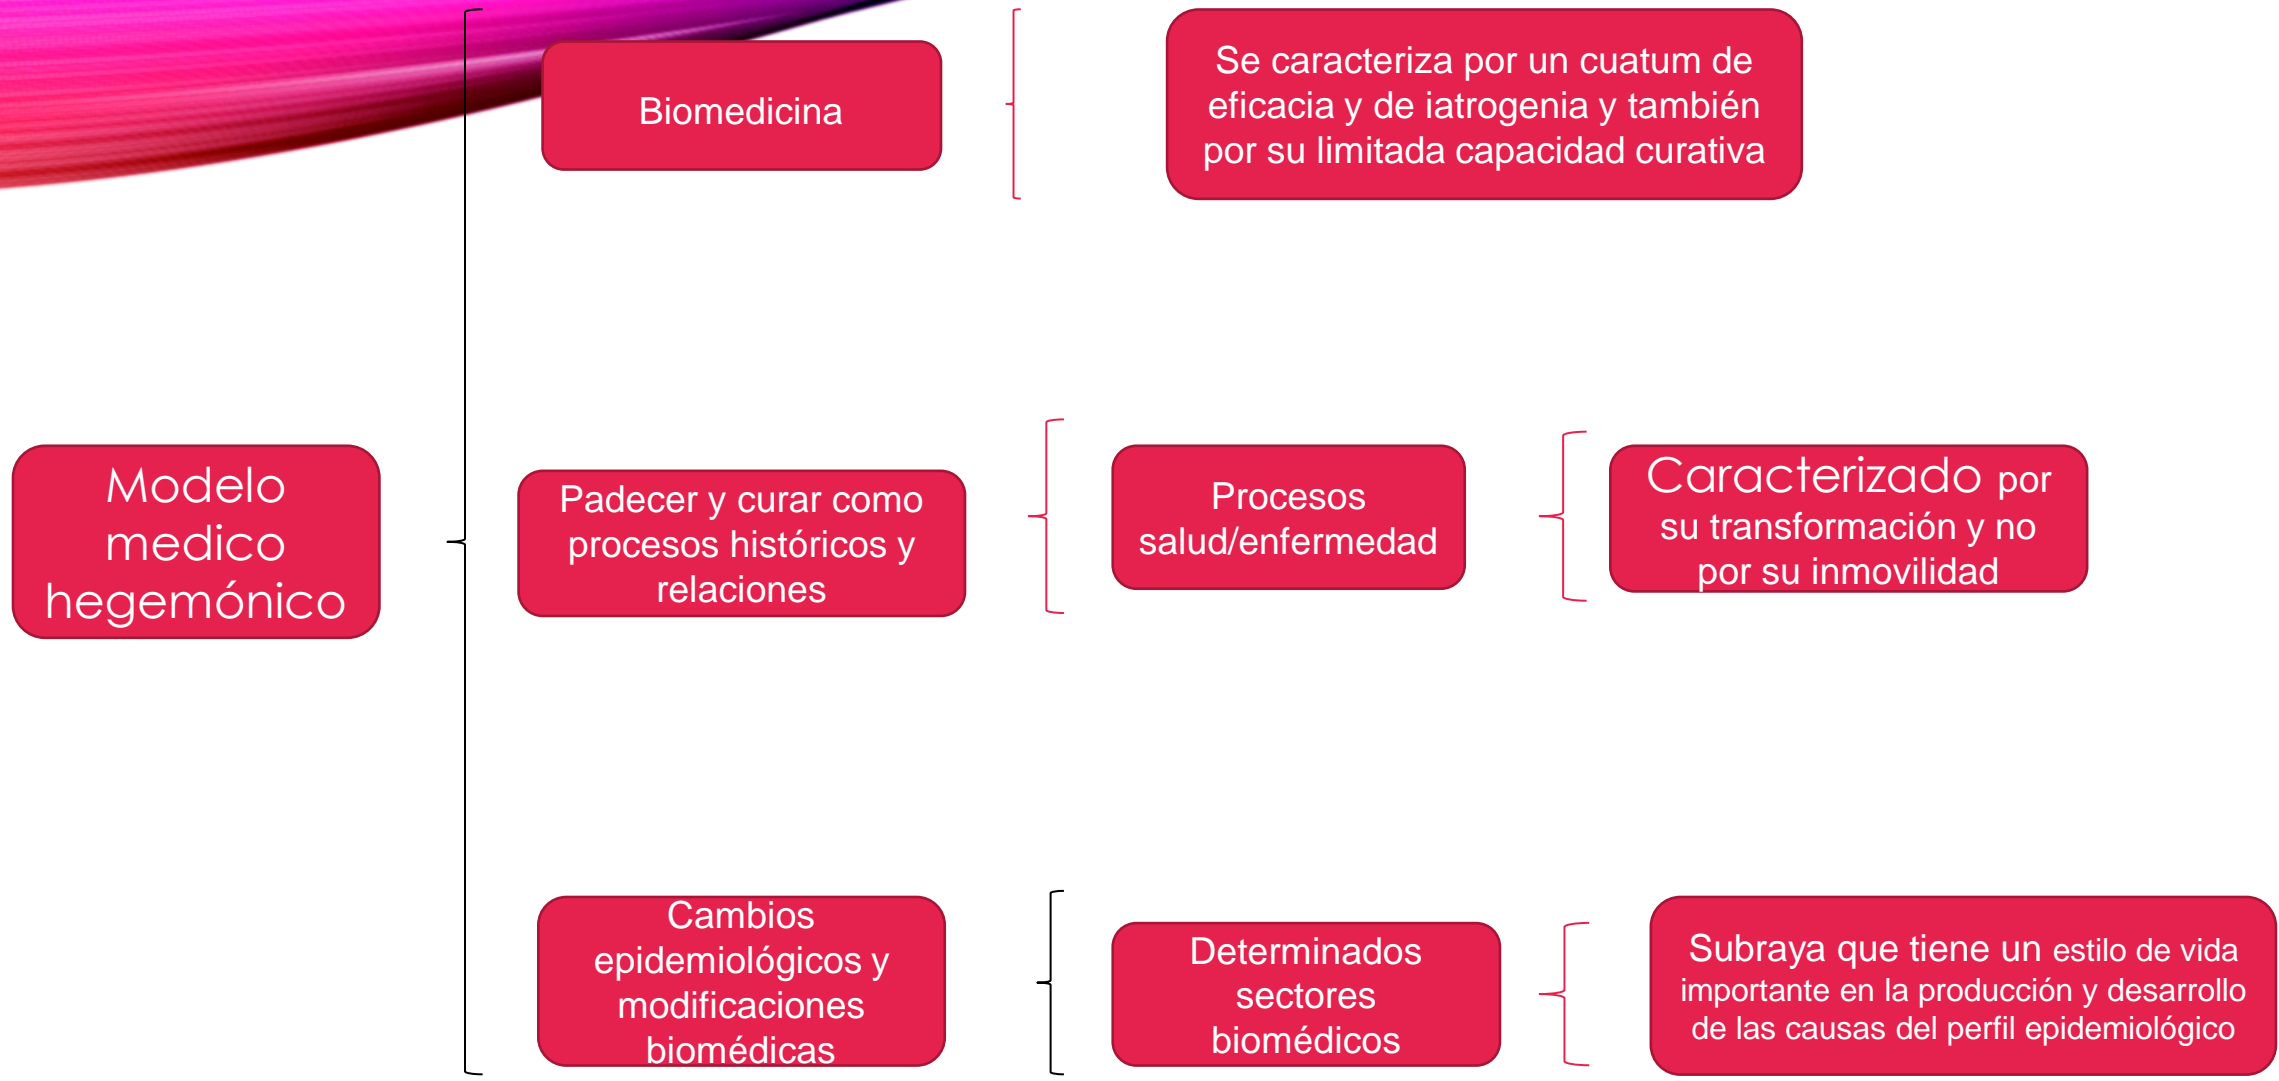 Biomedicina
Se caracteriza por un cuatum de
eficacia y de iatrogenia y también
por su limitada capacidad curativa
Modelo
medico
hegemónico
Padecer y curar como
procesos históricos y
relaciones
Procesos
salud/enfermedad
Caracterizado por
su transformación y no
por su inmovilidad
Cambios
epidemiológicos y
modificaciones
biomédicas
Determinados
sectores
biomédicos
Subraya que tiene un estilo de vida
importante en la producción y desarrollo
de las causas del perfil epidemiológico